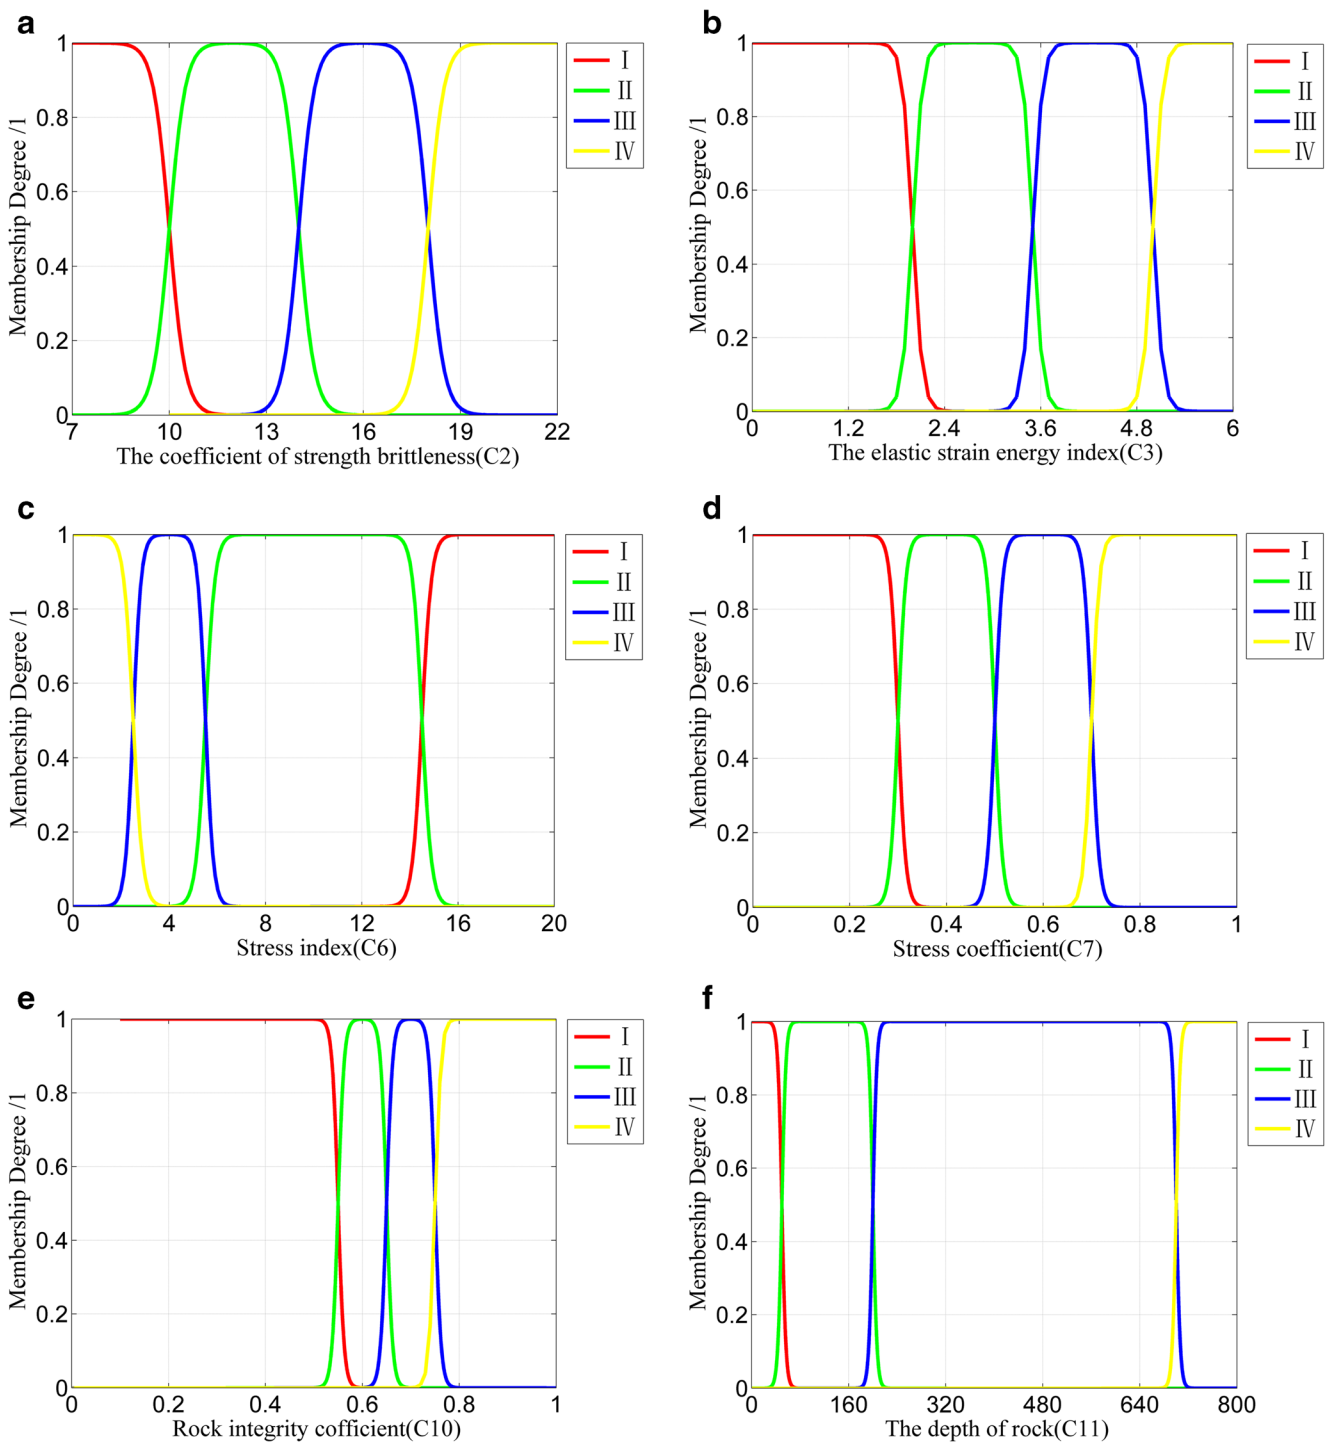 a
1
0.8
0.6
0.4
0.2
0
Membership Degree /1
7 10 13 16 19 22
The coefficient of strength brittleness(C2)
I
II
III
IV
b
1
0.8
0.6
0.4
0.2
0
Membership Degree /1
0 1.2 2.4 3.6 4.8 6
The elastic strain energy index(C3)
I
II
III
IV
c
1
0.8
0.6
0.4
0.2
0
Membership Degree /1
0 4 8 12 16 20
Stress index(C6)
I
II
III
IV
d
1
0.8
0.6
0.4
0.2
0
Membership Degree /1
0 0.2 0.4 0.6 0.8 1
Stress coefficient(C7)
I
II
III
IV
e
1
0.8
0.6
0.4
0.2
0
Membership Degree /1
0 0.2 0.4 0.6 0.8 1
Rock integrity cofficient(C10)
I
II
III
IV
f
1
0.8
0.6
0.4
0.2
0
Membership Degree /1
0 160 320 480 640 800
The depth of rock(C11)
I
II
III
IV